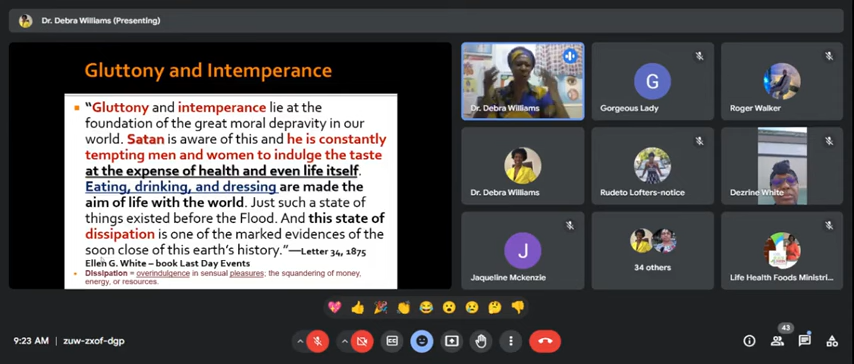 Dr. Debra Williams (Presenting)
Gluttony and Intemperance
"Gluttony and intemperance lie at the
foundation of the great moral depravity in our
world. Satan is aware of this and he is constantly
tempting men and women to indulge the taste
at the expense of health and even life itself.
Eating, drinking, and dressing are made the
aim of life with the world. Just such a state of
things existed before the Flood. And this state of
dissipation is one of the marked evidences of the
soon close of this earth's history."—Letter 34, 1875
Ellen G. White – book Last Day Events
Dissipation = overindulgence in sensual pleasures; the squandering of money,
energy, or resources.
Dr. Debra Williams
G
Gorgeous Lady
Roger Walker
Dr. Debra Williams
Rudeto Lofters-notice
Dezrine White
J
Jaqueline Mckenzie
34 others
Life Health Foods Ministri...
9:23 AM | zuw-zxof-dgp
CC
43